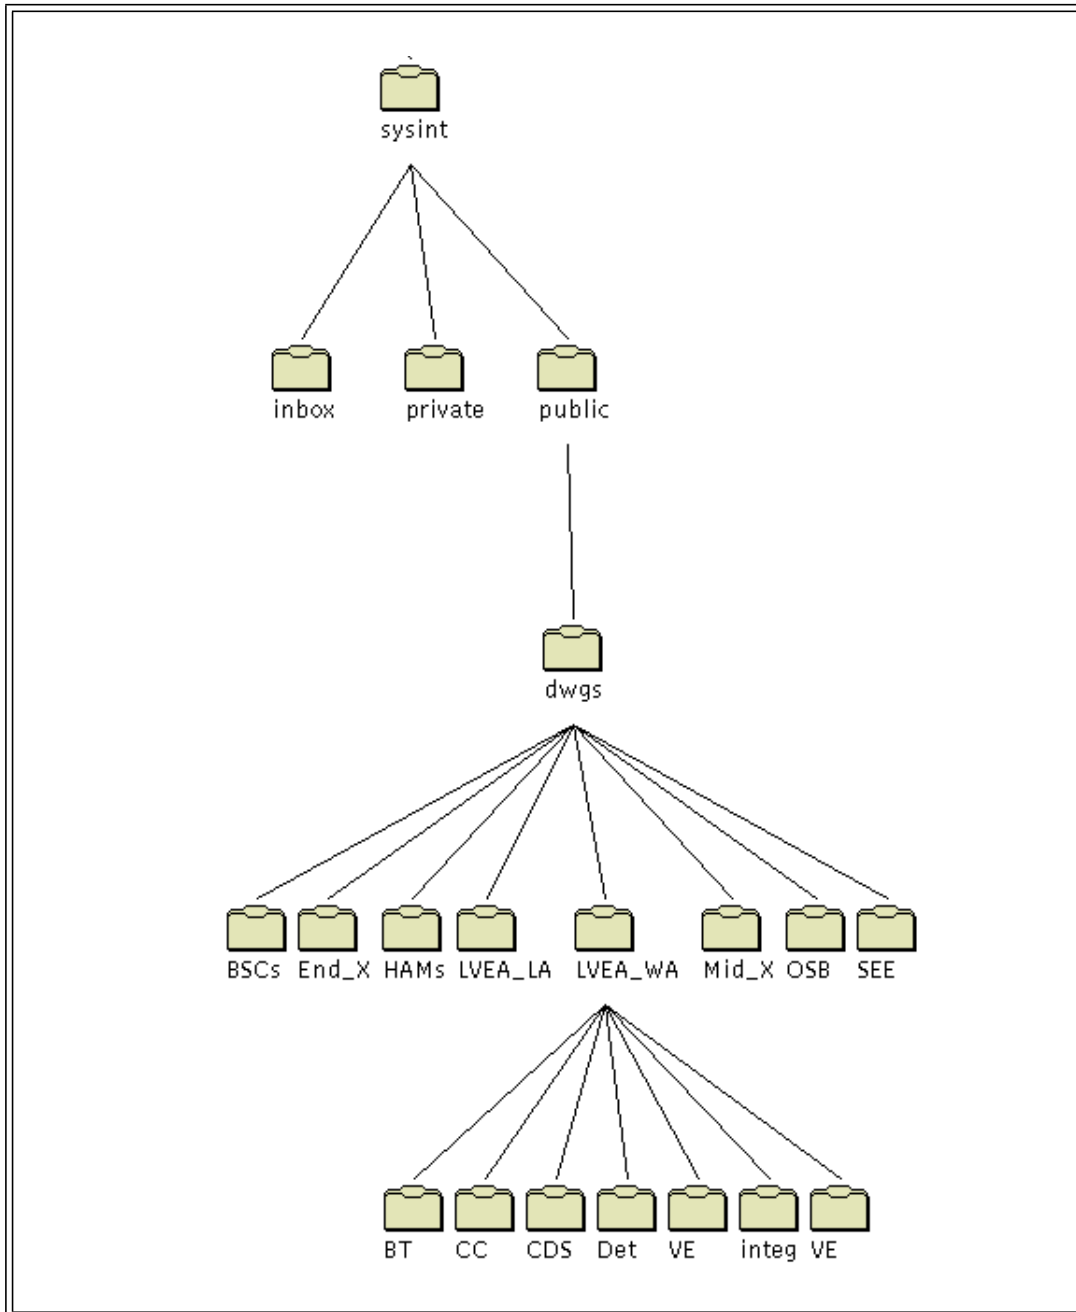 sysint
inbox private public
dwgs
BSCs End_X HAMs LVEA_LA LVEA_WA Mid_X OSB SEE
BT CC CDS Det VE integ VE